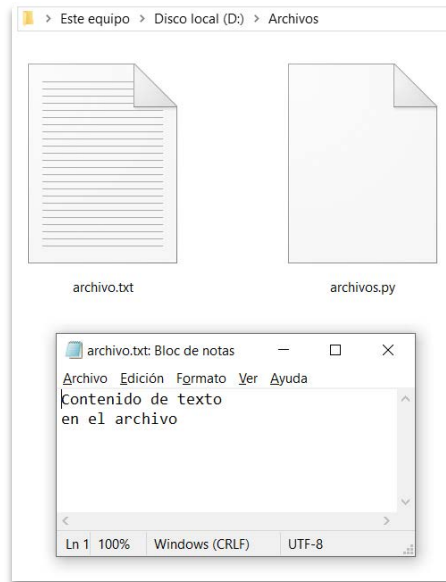 > Este equipo > Disco local (D:) > Archivos
archivo.txt
archivos.py
archivo.txt: Bloc de notas
Archivo Edición Formato Ver Ayuda
Contenido de texto
en el archivo
Ln 1 100% Windows (CRLF) UTF-8